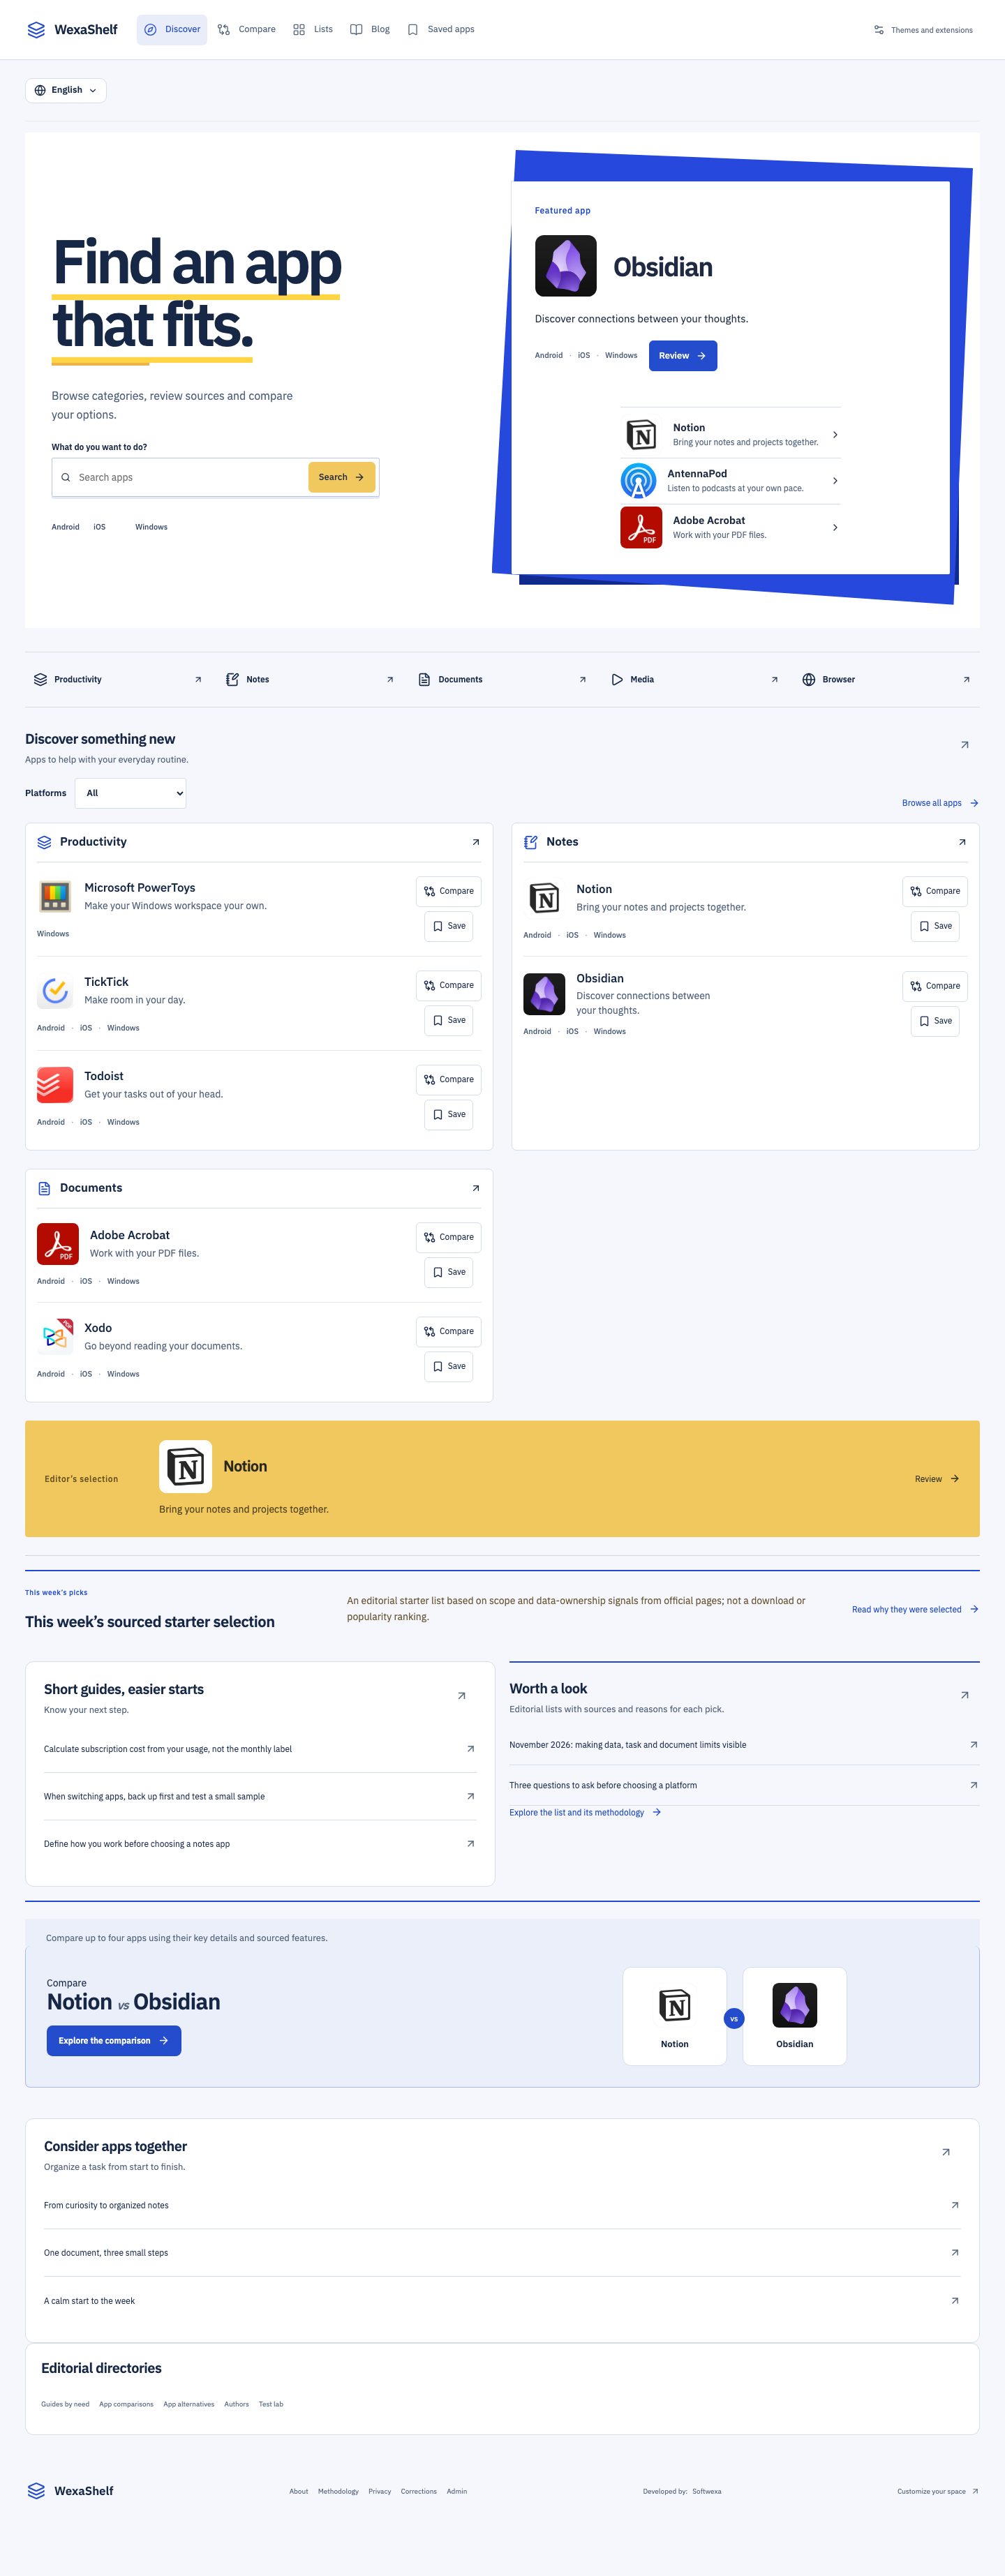 WexaShelf
Discover
Compare
Lists
Blog
Saved apps
Themes and extensions
English
Find an app
that fits.
Browse categories, review sources and compare
your options.
What do you want to do?
Search apps
Search
Android iOS Windows
Featured app
Obsidian
Discover connections between your thoughts.
Android · iOS · Windows
Review
Notion
Bring your notes and projects together.
AntennaPod
Listen to podcasts at your own pace.
PDF
Adobe Acrobat
Work with your PDF files.
Productivity
Notes
Documents
Media
Browser
Discover something new
Apps to help with your everyday routine.
Platforms
All
Browse all apps
Productivity
Microsoft PowerToys
Make your Windows workspace your own.
Windows
Compare
Save
TickTick
Make room in your day.
Android · iOS · Windows
Compare
Save
Todoist
Get your tasks out of your head.
Android · iOS · Windows
Compare
Save
Notes
Notion
Bring your notes and projects together.
Android · iOS · Windows
Compare
Save
Obsidian
Discover connections between
your thoughts.
Android · iOS · Windows
Compare
Save
Documents
PDF
Adobe Acrobat
Work with your PDF files.
Android · iOS · Windows
Compare
Save
Xodo
Go beyond reading your documents.
Android · iOS · Windows
Compare
Save
Editor's selection
Notion
Bring your notes and projects together.
Review
This week's picks
This week’s sourced starter selection
An editorial starter list based on scope and data-ownership signals from official pages; not a download or
popularity ranking.
Read why they were selected
Short guides, easier starts
Know your next step.
Calculate subscription cost from your usage, not the monthly label
When switching apps, back up first and test a small sample
Define how you work before choosing a notes app
Worth a look
Editorial lists with sources and reasons for each pick.
November 2026: making data, task and document limits visible
Three questions to ask before choosing a platform
Explore the list and its methodology
Compare up to four apps using their key details and sourced features.
Compare
Notion vs Obsidian
Explore the comparison
Notion
vs
Obsidian
Consider apps together
Organize a task from start to finish.
From curiosity to organized notes
One document, three small steps
A calm start to the week
Editorial directories
Guides by need
App comparisons
App alternatives
Authors
Test lab
WexaShelf
About
Methodology
Privacy
Corrections
Admin
Developed by: Softwexa
Customize your space